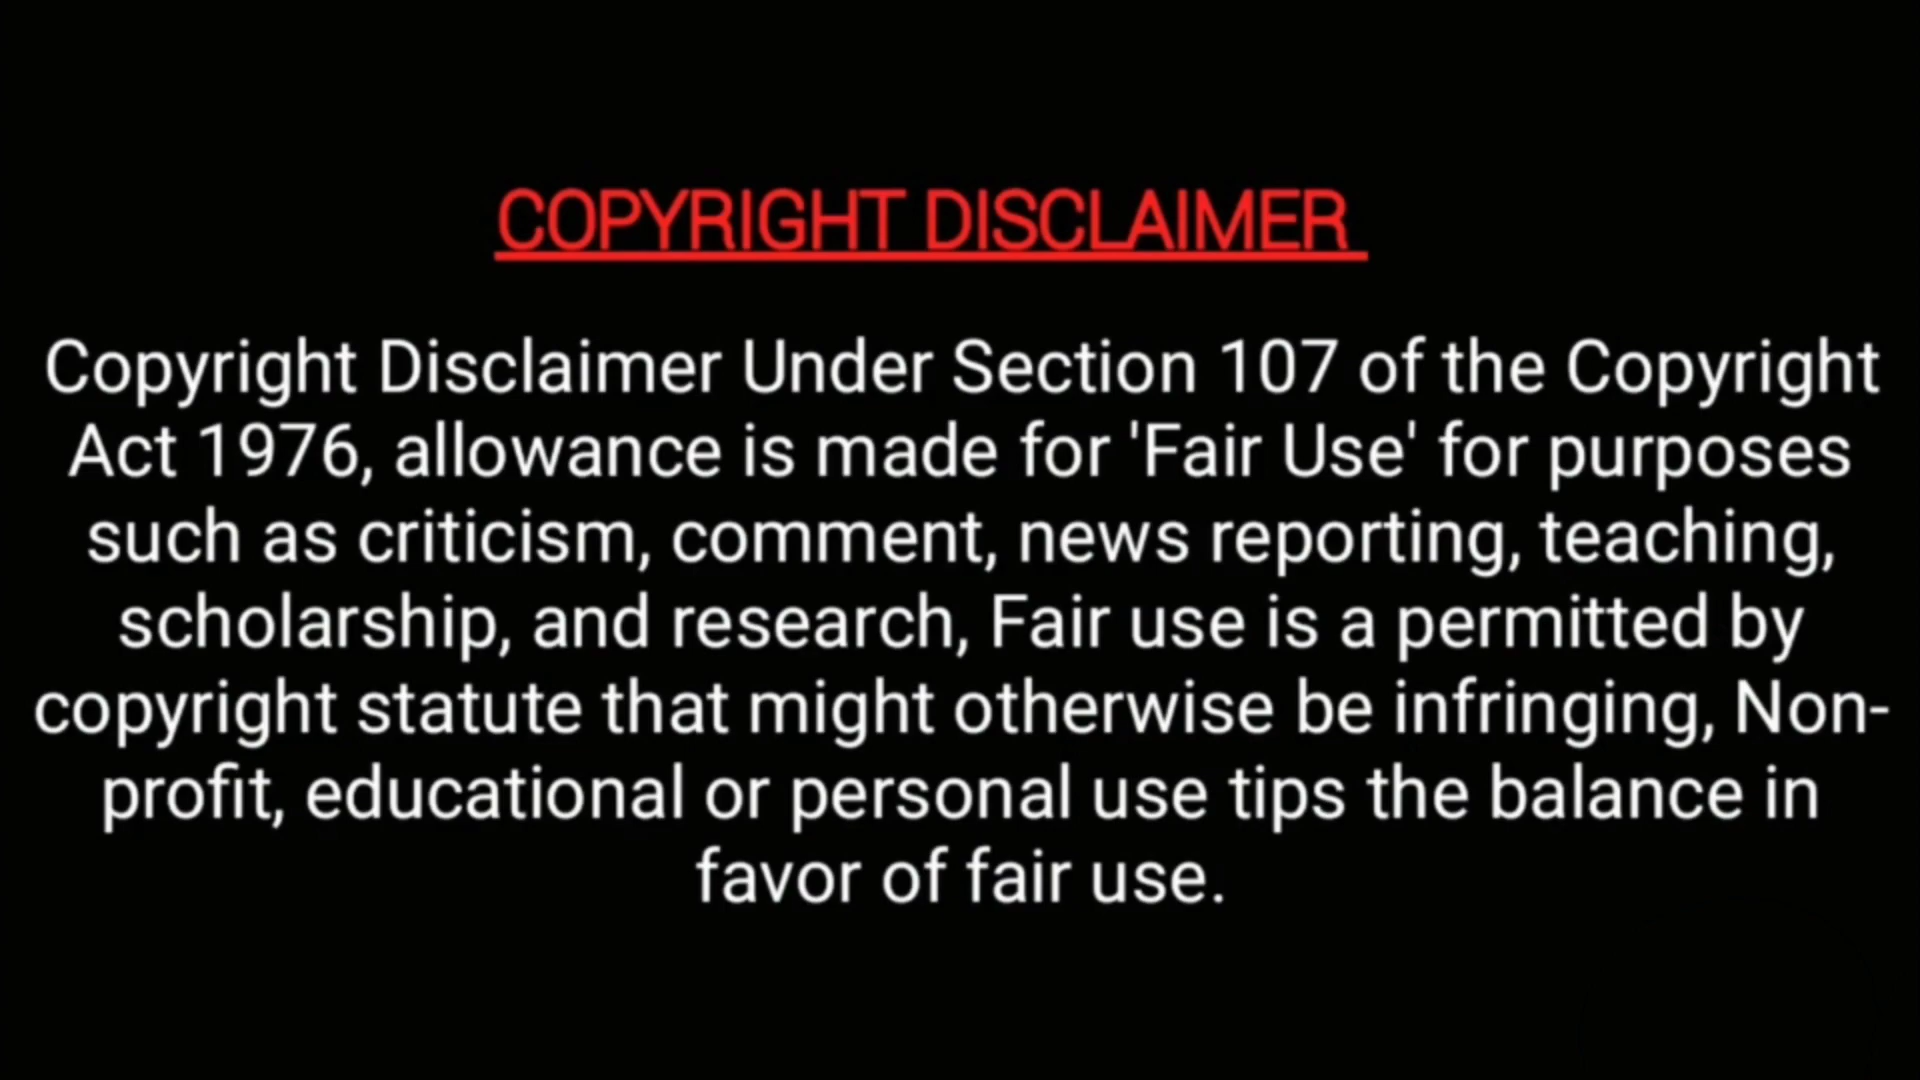 COPYRIGHT DISCLAIMER
Copyright Disclaimer Under Section 107 of the Copyright
Act 1976, allowance is made for 'Fair Use' for purposes
such as criticism, comment, news reporting, teaching,
scholarship, and research, Fair use is a permitted by
copyright statute that might otherwise be infringing, Non-
profit, educational or personal use tips the balance in
favor of fair use.